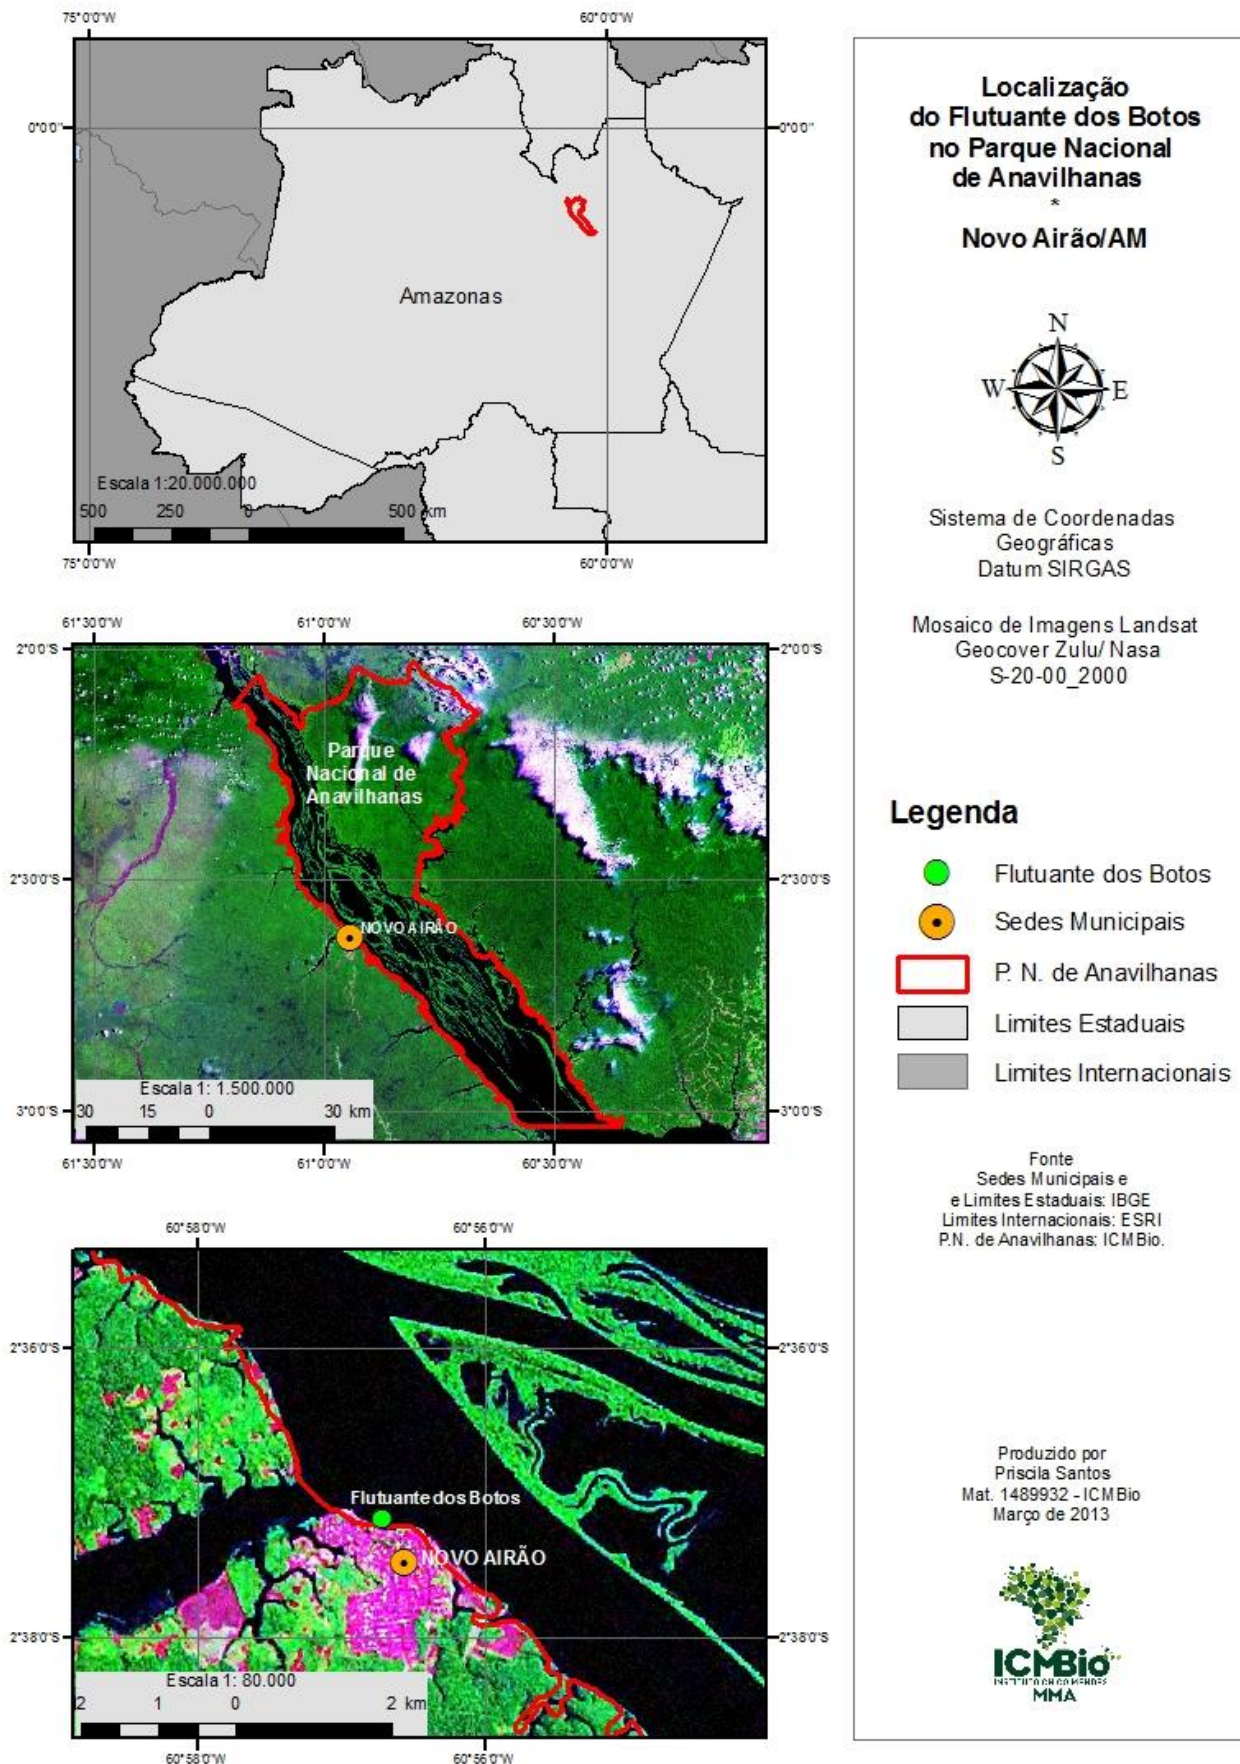 75°0'0"W
60°0'0"W
0°0'0"
0°0'0"
Amazonas
Escala 1:20.000.000
500 250 0 500 km
75°0'0"W
60°0'0"W
61°30'0"W
61°0'0"W
60°30'0"W
2°0'0"S
2°0'0"S
Parque
Nacional de
Anavilhanas
2°30'0"S
2°30'0"S
NOVO AIRÃO
Escala 1: 1.500.000
30 15 0 30 km
3°0'0"S
3°0'0"S
61°30'0"W
61°0'0"W
60°30'0"W
60°58'0"W
60°56'0"W
2°36'0"S
2°36'0"S
Flutuante dos Botos
NOVO AIRÃO
2°38'0"S
2°38'0"S
Escala 1: 80.000
2 1 0 2 km
60°58'0"W
60°56'0"W
Localização
do Flutuante dos Botos
no Parque Nacional
de Anavilhanas
*
Novo Airão/AM
N
W E
S
Sistema de Coordenadas
Geográficas
Datum SIRGAS
Mosaico de Imagens Landsat
Geocover Zulu/ Nasa
S-20-00_2000
Legenda
Flutuante dos Botos
Sedes Municipais
P. N. de Anavilhanas
Limites Estaduais
Limites Internacionais
Fonte
Sedes Municipais e
e Limites Estaduais: IBGE
Limites Internacionais: ESRI
P.N. de Anavilhanas: ICMBio.
Produzido por
Priscila Santos
Mat. 1489932 - ICMBio
Março de 2013
ICMBio
INSTITUTO CHICO MENDES
MMA